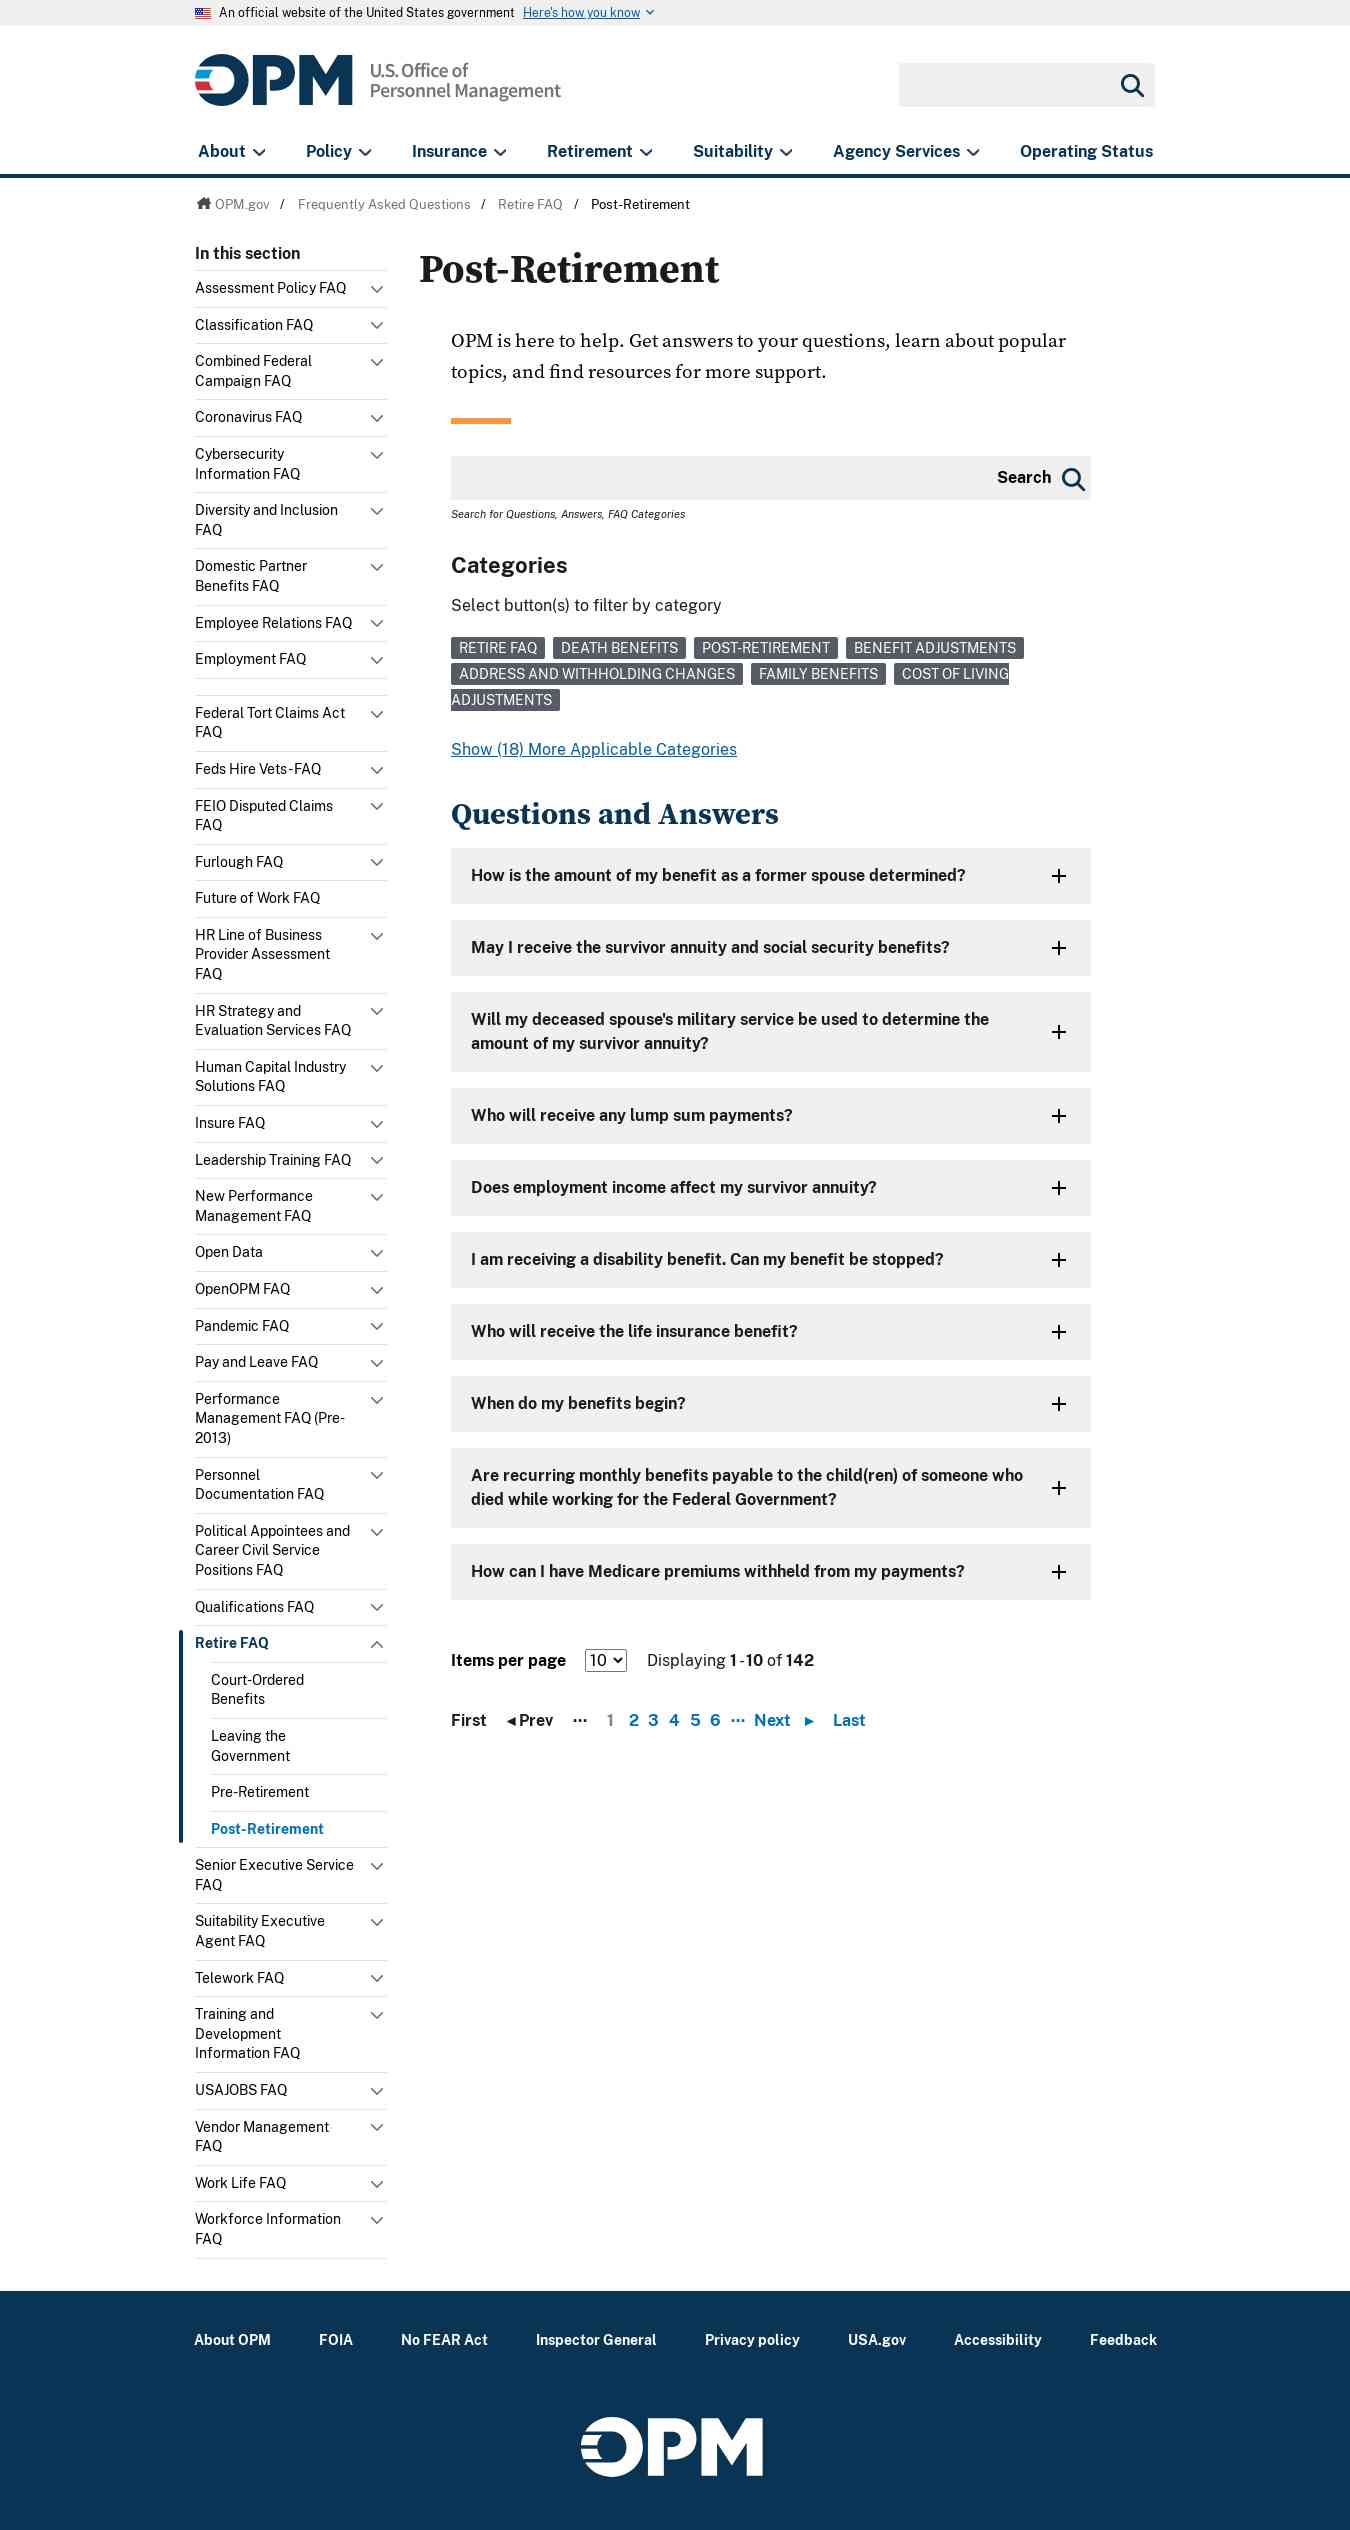 An official website of the United States government Here's how you know
OPM U.S. Office of
Personnel Management
About Policy Insurance Retirement Suitability Agency Services Operating Status
OPM.gov / Frequently Asked Questions / Retire FAQ / Post-Retirement
In this section
Assessment Policy FAQ
Classification FAQ
Combined Federal
Campaign FAQ
Coronavirus FAQ
Cybersecurity
Information FAQ
Diversity and Inclusion
FAQ
Domestic Partner
Benefits FAQ
Employee Relations FAQ
Employment FAQ
Federal Tort Claims Act
FAQ
Feds Hire Vets-FAQ
FEIO Disputed Claims
FAQ
Furlough FAQ
Future of Work FAQ
HR Line of Business
Provider Assessment
FAQ
HR Strategy and
Evaluation Services FAQ
Human Capital Industry
Solutions FAQ
Insure FAQ
Leadership Training FAQ
New Performance
Management FAQ
Open Data
OpenOPM FAQ
Pandemic FAQ
Pay and Leave FAQ
Performance
Management FAQ (Pre-
2013)
Personnel
Documentation FAQ
Political Appointees and
Career Civil Service
Positions FAQ
Qualifications FAQ
Retire FAQ
Court-Ordered
Benefits
Leaving the
Government
Pre-Retirement
Post-Retirement
Senior Executive Service
FAQ
Suitability Executive
Agent FAQ
Telework FAQ
Training and
Development
Information FAQ
USAJOBS FAQ
Vendor Management
FAQ
Work Life FAQ
Workforce Information
FAQ
Post-Retirement
OPM is here to help. Get answers to your questions, learn about popular
topics, and find resources for more support.
Search
Search for Questions, Answers, FAQ Categories
Categories
Select button(s) to filter by category
RETIRE FAQ DEATH BENEFITS POST-RETIREMENT BENEFIT ADJUSTMENTS
ADDRESS AND WITHHOLDING CHANGES FAMILY BENEFITS COST OF LIVING
ADJUSTMENTS
Show (18) More Applicable Categories
Questions and Answers
How is the amount of my benefit as a former spouse determined?
May I receive the survivor annuity and social security benefits?
Will my deceased spouse's military service be used to determine the
amount of my survivor annuity?
Who will receive any lump sum payments?
Does employment income affect my survivor annuity?
I am receiving a disability benefit. Can my benefit be stopped?
Who will receive the life insurance benefit?
When do my benefits begin?
Are recurring monthly benefits payable to the child(ren) of someone who
died while working for the Federal Government?
How can I have Medicare premiums withheld from my payments?
Items per page 10 Displaying 1 - 10 of 142
First ◂ Prev ··· 1 2 3 4 5 6 ··· Next ▸ Last
About OPM FOIA No FEAR Act Inspector General Privacy policy USA.gov Accessibility Feedback
OPM